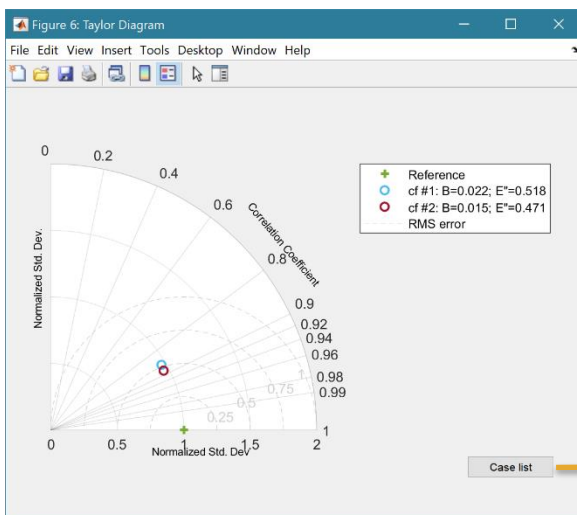 Figure 6: Taylor Diagram
File Edit View Insert Tools Desktop Window Help
0
0.2
0.4
0.6
Correlation Coefficient
0.8
0.9
0.92
0.94
0.96
0.98
0.99
1
Normalized Std. Dev.
1
0.75
0.5
0.25
0 0.5 1 1.5 2
Normalized Std. Dev
Reference
cf #1: B=0.022; E"=0.518
cf #2: B=0.015; E"=0.471
RMS error
Case list